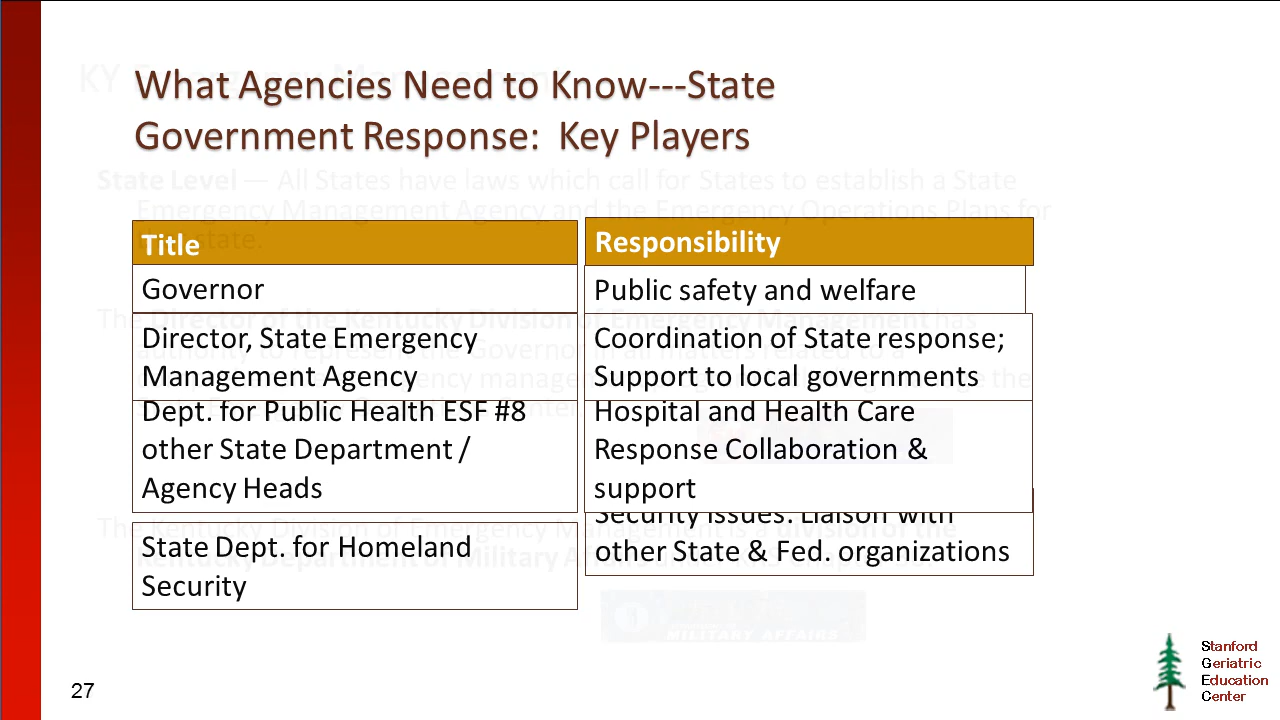 What Agencies Need to Know---State
Government Response:  Key Players
State Level — All States have laws which call for States to establish a State
Emergency Management Agency and the Emergency Operations Plans for
state.
Title
Responsibility
Governor
Public safety and welfare
The Director of the Kentucky Division of Emergency Management has
Director, State Emergency
Management Agency
Coordination of State response;
Support to local governments
authority to represent the Governor in all matters related to a
the
Dept. for Public Health ESF #8
other State Department /
Agency Heads
Hospital and Health Care
Response Collaboration &
support
The Kentucky Division of Emergency Management is a division of the
Kentucky Department of Military Affairs
State Dept. for Homeland
Security
Security issues. Liaison with
other State & Fed. organizations
MILITARY AFFAIRS
27
Stanford
Geriatric
Education
Center